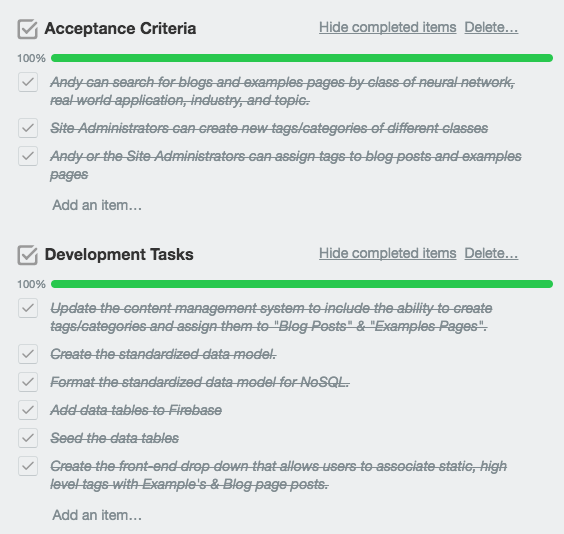 Acceptance Criteria Hide completed items Delete…
100%
Andy can search for blogs and examples pages by class of neural network,
real world application, industry, and topic.
Site Administrators can create new tags/categories of different classes
Andy or the Site Administrators can assign tags to blog posts and examples
pages
Add an item…
Development Tasks Hide completed items Delete…
100%
Update the content management system to include the ability to create
tags/categories and assign them to "Blog Posts" & "Examples Pages".
Create the standardized data model.
Format the standardized data model for NoSQL.
Add data tables to Firebase
Seed the data tables
Create the front-end drop down that allows users to associate static, high
level tags with Example's & Blog page posts.
Add an item…